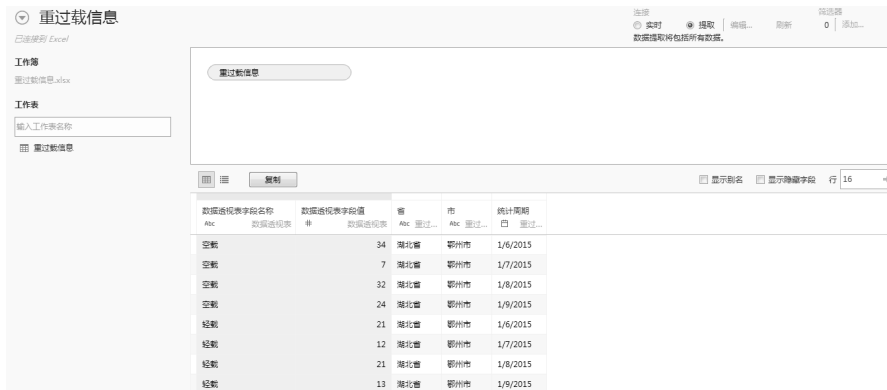 重过载信息
已连接到 Excel
连接
实时 提取 编辑... 刷新
数据提取将包括所有数据。
筛选器
0 添加...
工作簿
重过载信息.xlsx
工作表
输入工作表名称
重过载信息
重过载信息
复制
显示别名 显示隐藏字段 行 16
数据透视表字段名称 数据透视表字段值 省 市 统计周期
Abc 数据透视表 # 数据透视表 Abc 重过... Abc 重过... 重过...
空载 34 湖北省 鄂州市 1/6/2015
空载 7 湖北省 鄂州市 1/7/2015
空载 32 湖北省 鄂州市 1/8/2015
空载 24 湖北省 鄂州市 1/9/2015
轻载 21 湖北省 鄂州市 1/6/2015
轻载 12 湖北省 鄂州市 1/7/2015
轻载 21 湖北省 鄂州市 1/8/2015
轻载 13 湖北省 鄂州市 1/9/2015